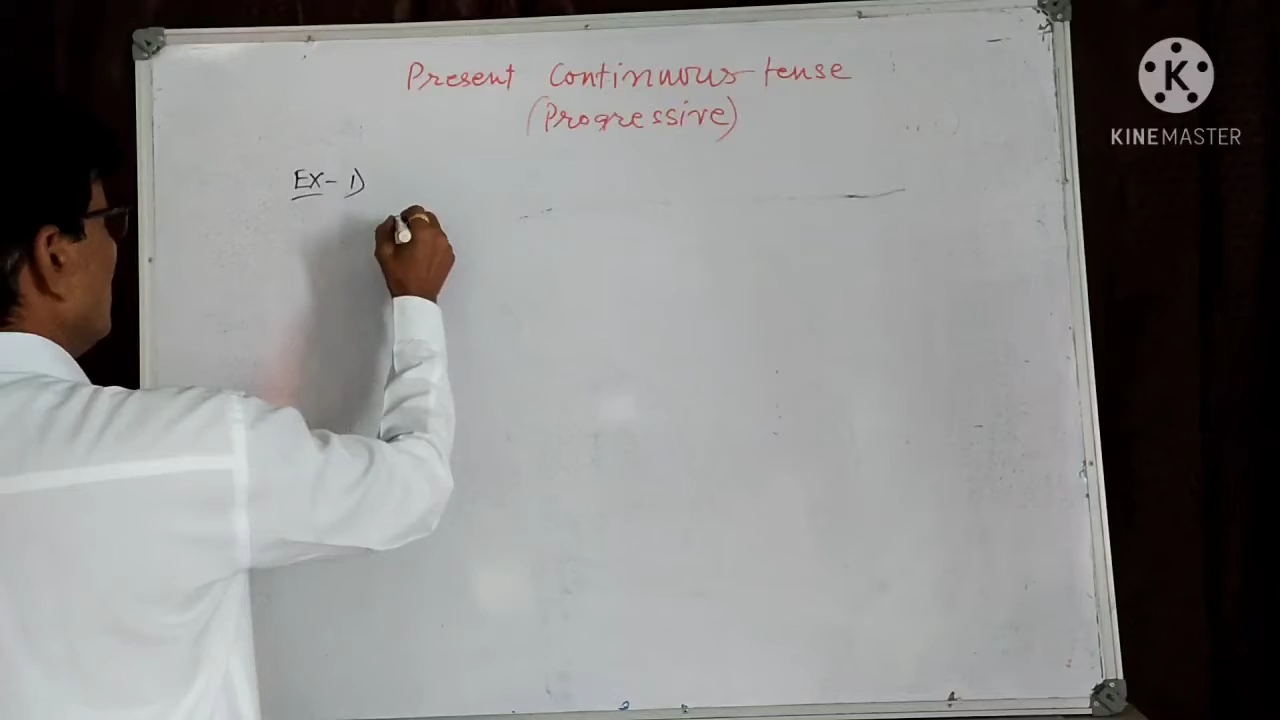 Present Continuous tense
(Progressive)
EX- 1)
K
KINEMASTER